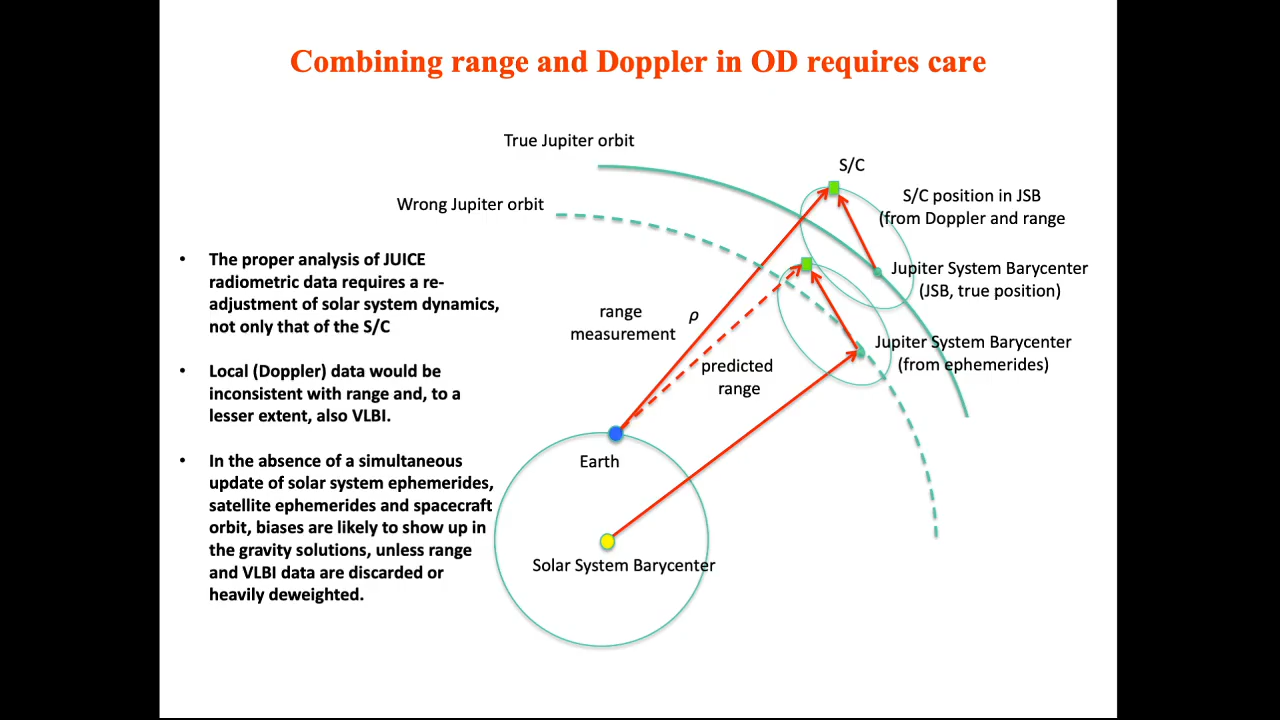 Combining range and Doppler in OD requires care
True Jupiter orbit
S/C
Wrong Jupiter orbit
S/C position in JSB
(from Doppler and range
• The proper analysis of JUICE
radiometric data requires a re-
adjustment of solar system dynamics,
not only that of the S/C
• Local (Doppler) data would be
inconsistent with range and, to a
lesser extent, also VLBI.
• In the absence of a simultaneous
update of solar system ephemerides,
satellite ephemerides and spacecraft
orbit, biases are likely to show up in
the gravity solutions, unless range
and VLBI data are discarded or
heavily deweighted.
Jupiter System Barycenter
(JSB, true position)
range
measurement
ρ
Jupiter System Barycenter
(from ephemerides)
predicted
range
Earth
Solar System Barycenter